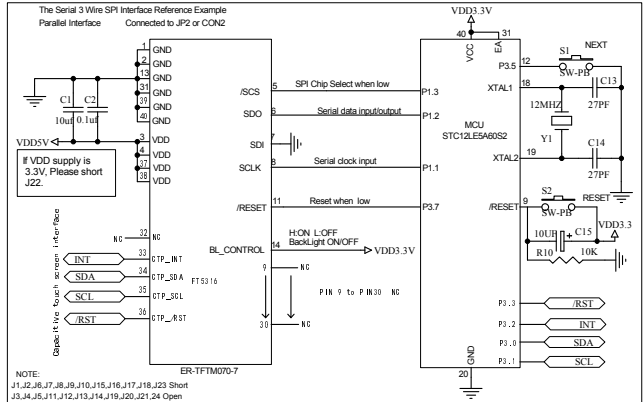 The Serial 3 Wire SPI Interface Reference Example
Parallel Interface Connected to JP2 or CON2
1 GND
2 GND
13 GND
31 GND
39 GND
40 GND
C1 C2
10uf 0.1uf
VDD5V
3 VDD
4 VDD
37 VDD
38 VDD
If VDD supply is
3.3V, Please short
J22.
Capacitive touch screen interface
NC 32 NC
INT 33 CTP_INT
SDA 34 CTP_SDA FT5316
SCL 35 CTP_SCL
/RST 36 CTP_/RST
/SCS 5 SPI Chip Select when low P1.3
SDO 6 Serial data input/output P1.2
SDI 7
SCLK 8 Serial clock input P1.1
/RESET 11 Reset when low P3.7
BL_CONTROL 14 H:ON L:OFF
BackLight ON/OFF VDD3.3V
9 NC
PIN 9 to PIN30 NC
30 NC
ER-TFTM070-7
VDD3.3V
40 31
VCC EA
MCU
STC12LE5A60S2
P3.5 12
S1 NEXT
SW-PB
XTAL1 18
C13
27PF
12MHZ
Y1
XTAL2 19
C14
27PF
/RESET 9
S2 RESET
SW-PB
VDD3.3
10UF + C15
R10 10K
P3.3 /RST
P3.2 INT
P3.0 SDA
P3.1 SCL
GND
20
NOTE:
J1,J2,J6,J7,J8,J9,J10,J15,J16,J17,J18,J23 Short
J3,J4,J5,J11,J12,J13,J14,J19,J20,J21,24 Open